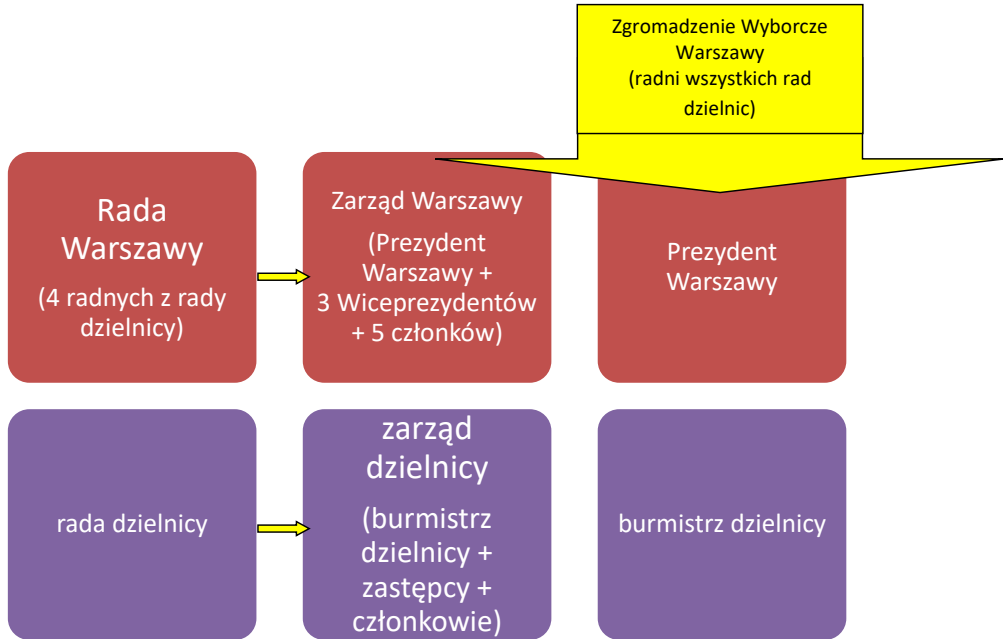 Zgromadzenie Wyborcze
Warszawy
(radni wszystkich rad
dzielnic)
Rada
Warszawy
(4 radnych z rady
dzielnicy)
Zarząd Warszawy
(Prezydent
Warszawy +
3 Wiceprezydentów
+ 5 członków)
Prezydent
Warszawy
rada dzielnicy
zarząd
dzielnicy
(burmistrz
dzielnicy +
zastępcy +
członkowie)
burmistrz dzielnicy